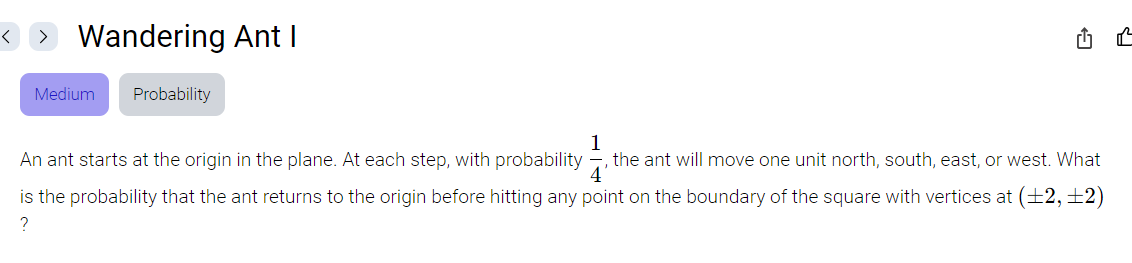 Wandering Ant I
Medium Probability
An ant starts at the origin in the plane. At each step, with probability 1/4, the ant will move one unit north, south, east, or west. What
is the probability that the ant returns to the origin before hitting any point on the boundary of the square with vertices at (±2, ±2)
?